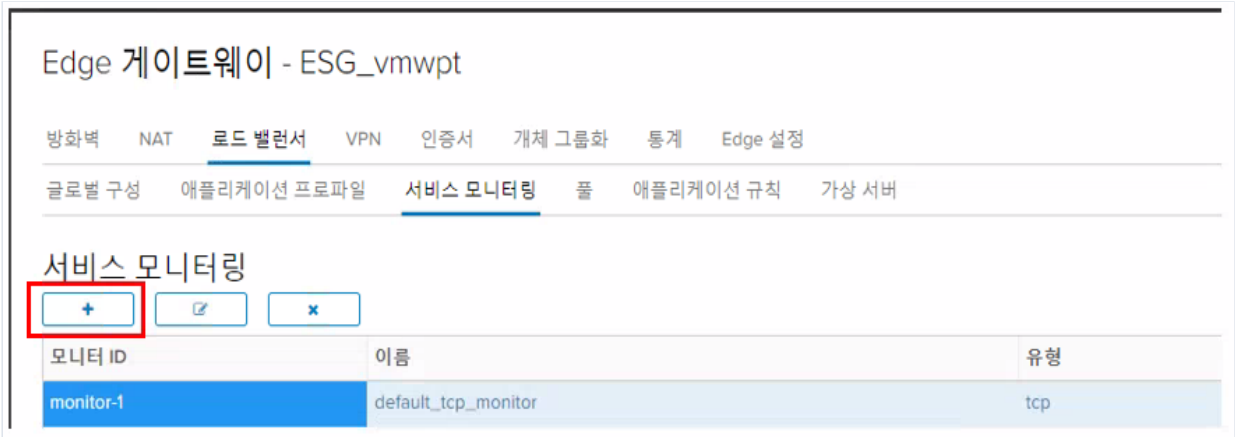 Edge 게이트웨이 - ESG_vmwpt
방화벽 NAT 로드 밸런서 VPN 인증서 개체 그룹화 통계 Edge 설정
글로벌 구성 애플리케이션 프로파일 서비스 모니터링 풀 애플리케이션 규칙 가상 서버
서비스 모니터링
모니터 ID 이름 유형
monitor-1 default_tcp_monitor tcp